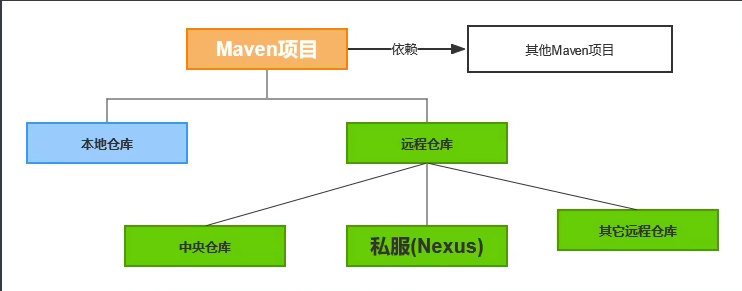 Maven项目
依赖
其他Maven项目
本地仓库
远程仓库
中央仓库
私服(Nexus)
其它远程仓库